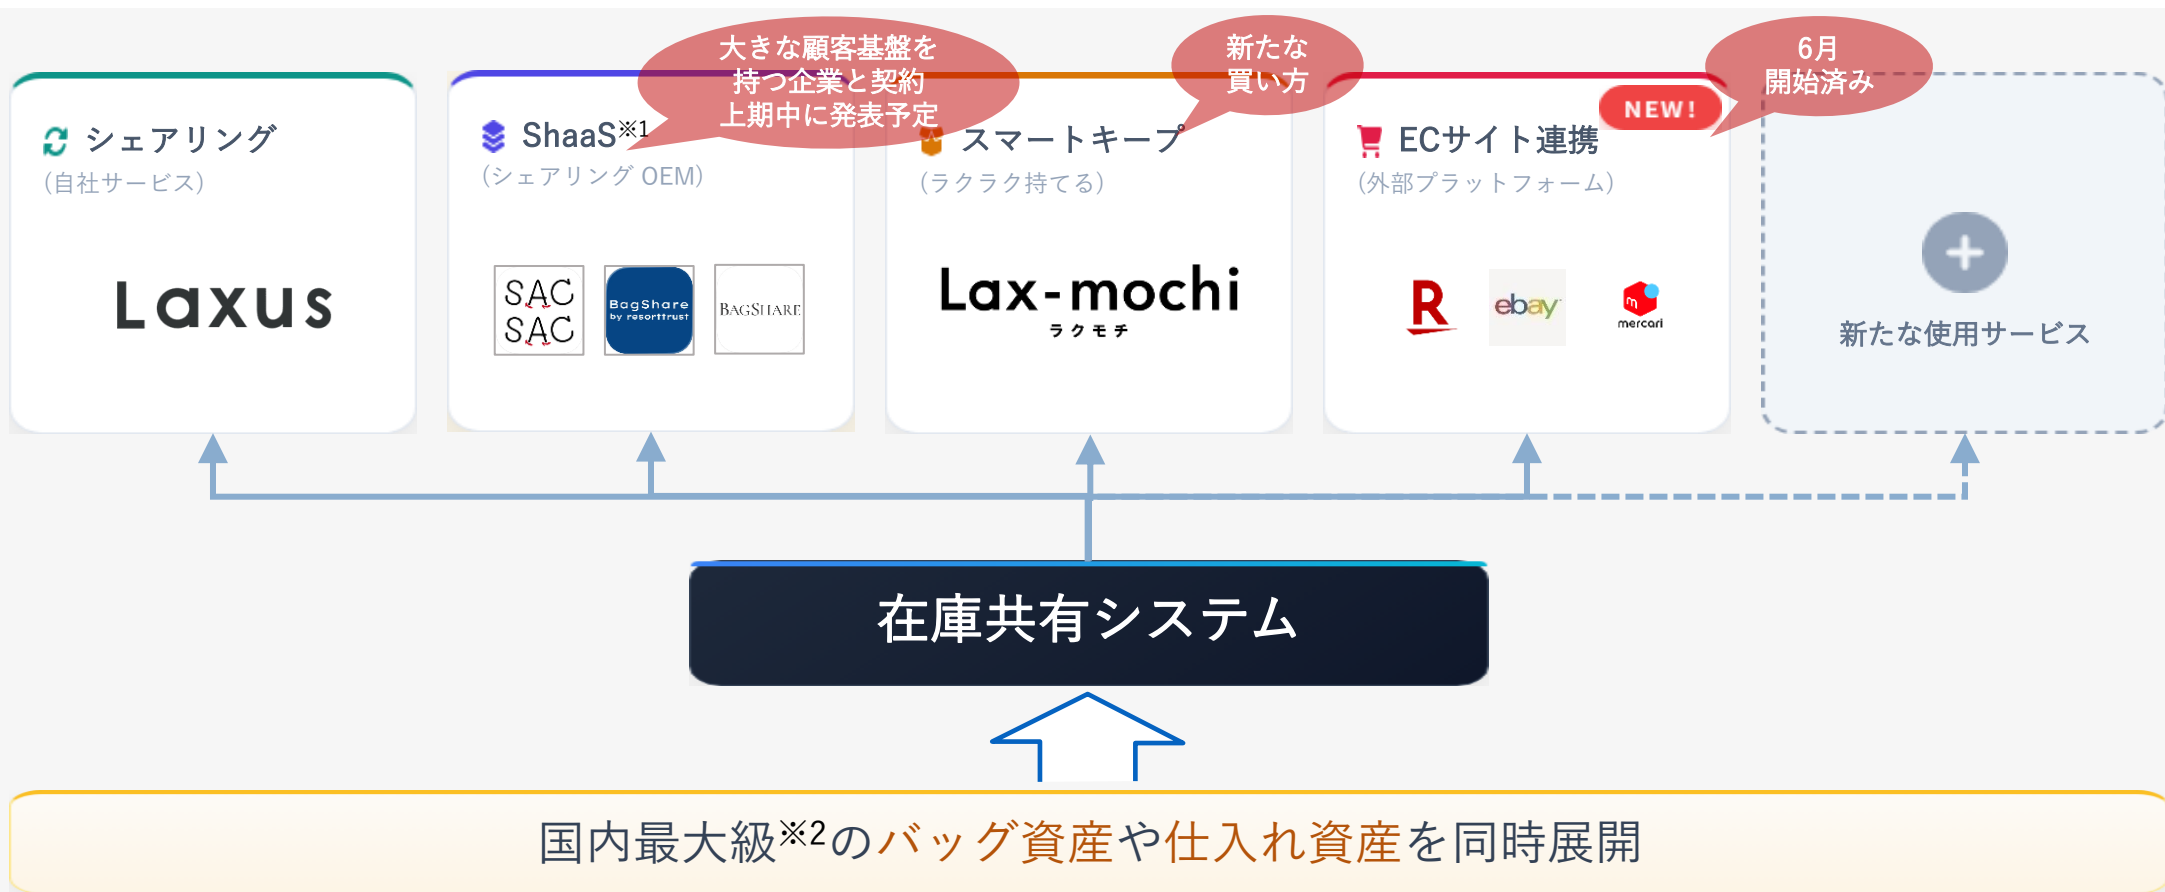 大きな顧客基盤を
持つ企業と契約
上期中に発表予定
新たな
買い方
6月
開始済み
シェアリング
(自社サービス)
Laxus
ShaaS※1
(シェアリング OEM)
SAC
SAC
BagShare
by resorttrust
BAGSHARE
スマートキープ
(ラクラク持てる)
Lax-mochi
ラクモチ
NEW!
ECサイト連携
(外部プラットフォーム)
R
ebay
m
mercari
新たな使用サービス
在庫共有システム
国内最大級※2のバッグ資産や仕入れ資産を同時展開